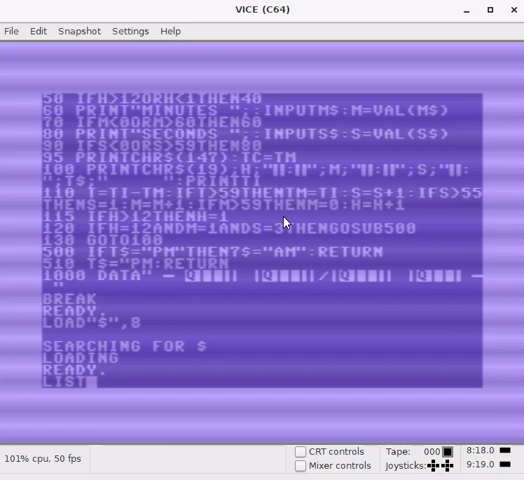 VICE (C64)
File Edit Snapshot Settings Help
50 IFH>12ORH<1THEN40
60 PRINT"MINUTES ";:INPUTM$:M=VAL(M$)
70 IFM<0ORM>60THEN60
80 PRINT"SECONDS ";:INPUTS$:S=VAL(S$)
90 IFS<0ORS>59THEN80
95 PRINTCHR$(147):TC=TM
100 PRINTCHR$(19);H;"
";T$;" ":PRINTTI
110 T=TI-TM:IFT>59THENTM=TI:S=S+1:IFS>55
THENS=1:M=M+1:IFM>59THENM=0:H=H+1
115 IFH>12THENH=1
120 IFH=12ANDM=1ANDS=3THENGOSUB500
130 GOTO100
500 IFT$="PM"THEN?$="AM":RETURN
510 T$="PM:RETURN
1000 DATA"
"
BREAK
READY.
LOAD"$",8
SEARCHING FOR $
LOADING
READY.
LIST
101% cpu, 50 fps
CRT controls
Mixer controls
Tape: 000
Joysticks:
8:18.0
9:19.0